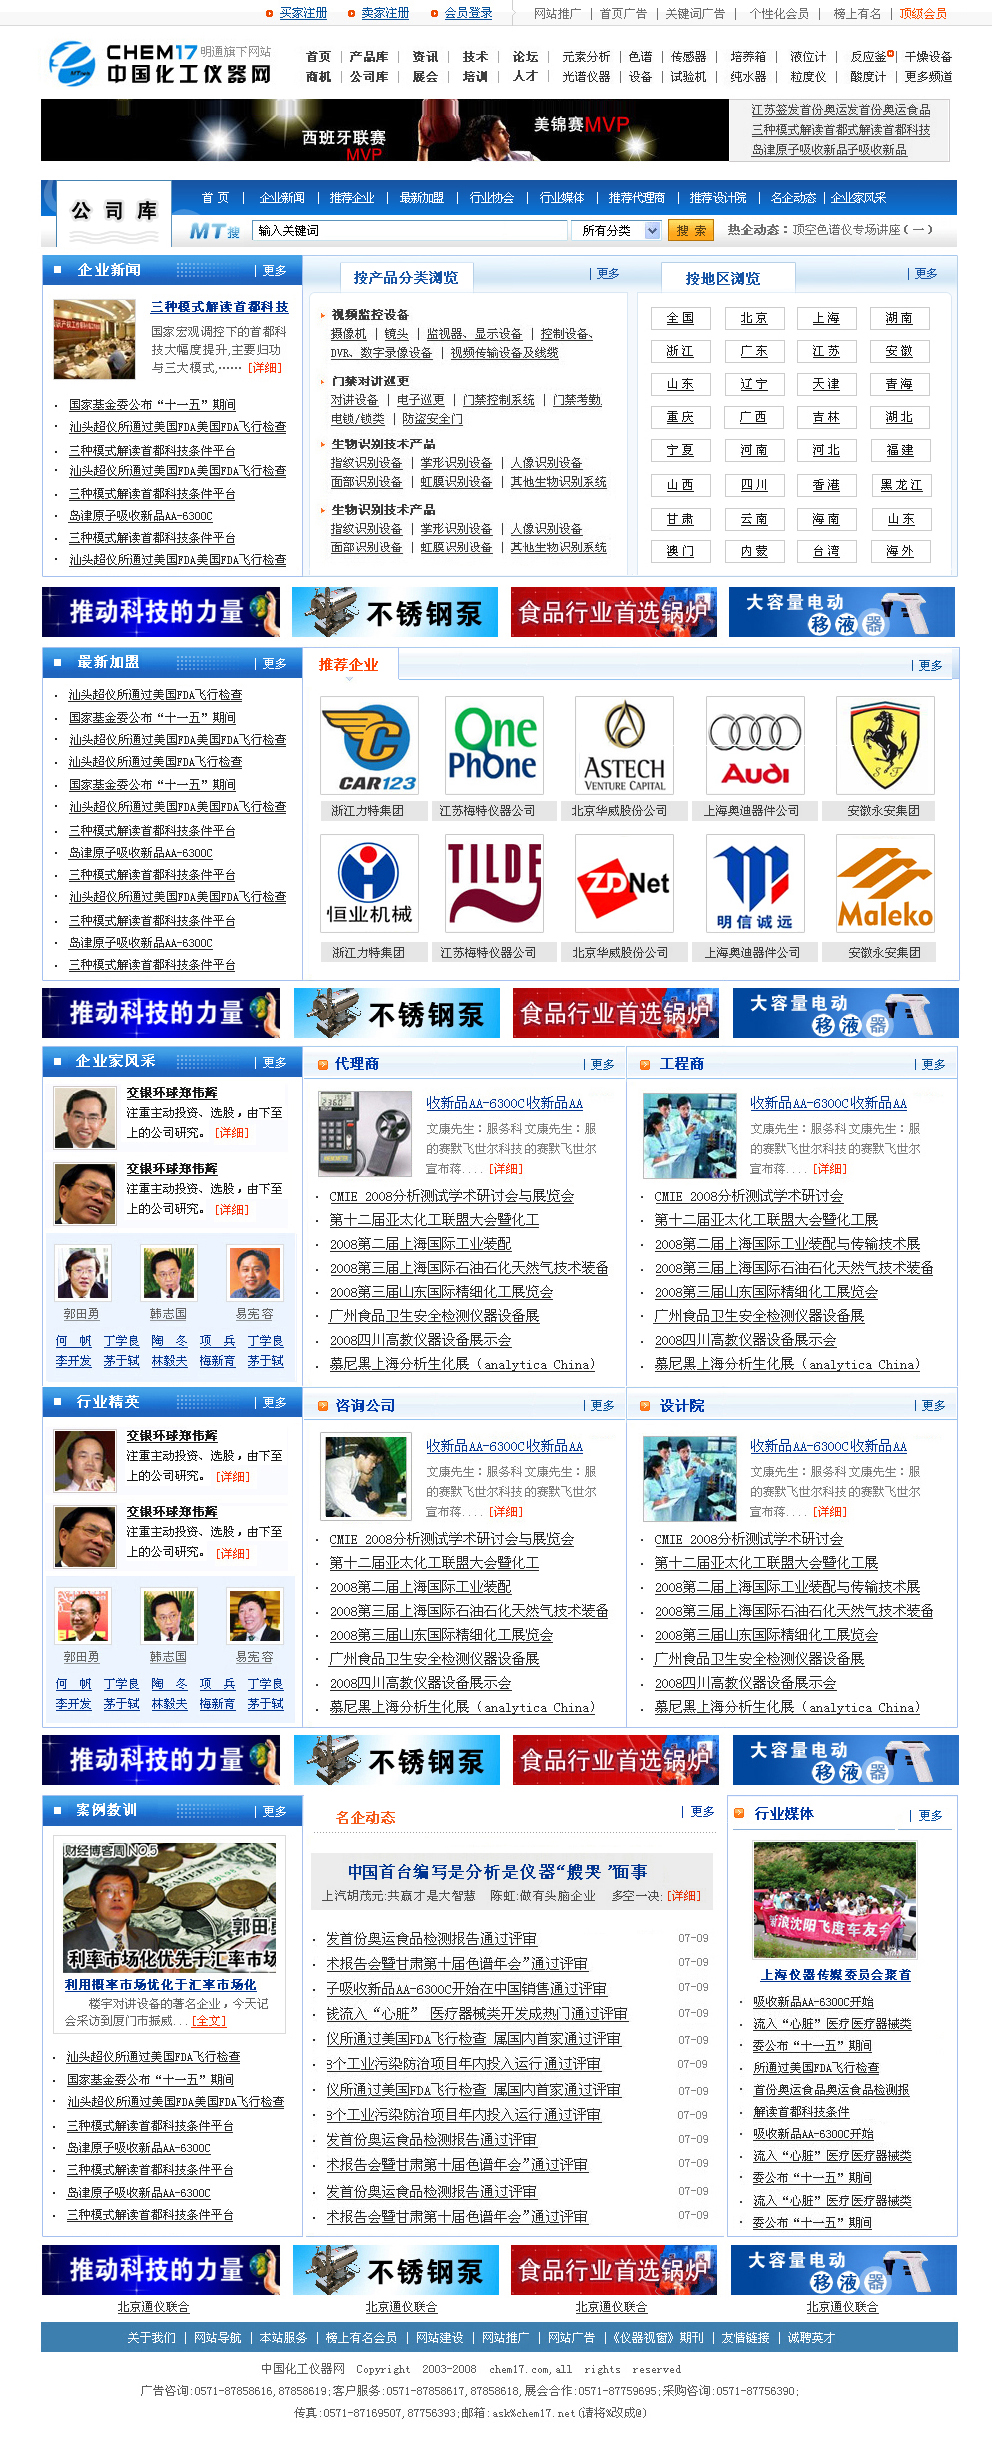 买家注册 卖家注册 会员登录 网站推广 | 首页广告 | 关键词广告 | 个性化会员 | 榜上有名 | 顶级会员
CHEM17 明通旗下网站
中国化工仪器网
首页 | 产品库 | 资讯 | 技术 | 论坛 | 元素分析 | 色谱 | 传感器 | 培养箱 | 液位计 | 反应釜 | 干燥设备
商机 | 公司库 | 展会 | 培训 | 人才 | 光谱仪器 | 设备 | 试验机 | 纯水器 | 粒度仪 | 酸度计 | 更多频道
西班牙联赛 MVP
美锦赛MVP
江苏签发首份奥运发首份奥运食品
三种模式解读首都式解读首都科技
岛津原子吸收新品子吸收新品
公司库
首 页 | 企业新闻 | 推荐企业 | 最新加盟 | 行业协会 | 行业媒体 | 推荐代理商 | 推荐设计院 | 名企动态 | 企业家风采
MT搜 输入关键词 所有分类 搜 索 热企动态：顶空色谱仪专场讲座（一）
企业新闻 | 更多
三种模式解读首都科技
国家宏观调控下的首都科
技大幅度提升,主要归功
与三大模式,…… [详细]
国家基金委公布“十一五”期间
汕头超仪所通过美国FDA美国FDA飞行检查
三种模式解读首都科技条件平台
汕头超仪所通过美国FDA美国FDA飞行检查
三种模式解读首都科技条件平台
岛津原子吸收新品AA-6300C
三种模式解读首都科技条件平台
汕头超仪所通过美国FDA美国FDA飞行检查
按产品分类浏览 | 更多
视频监控设备
摄像机 | 镜头 | 监视器、显示设备 | 控制设备、
DVR、数字录像设备 | 视频传输设备及线缆
门禁对讲巡更
对讲设备 | 电子巡更 | 门禁控制系统 | 门禁考勤
电锁/锁类 | 防盗安全门
生物识别技术产品
指纹识别设备 | 掌形识别设备 | 人像识别设备
面部识别设备 | 虹膜识别设备 | 其他生物识别系统
生物识别技术产品
指纹识别设备 | 掌形识别设备 | 人像识别设备
面部识别设备 | 虹膜识别设备 | 其他生物识别系统
按地区浏览 | 更多
全国 北京 上海 湖南
浙江 广东 江苏 安徽
山东 辽宁 天津 青海
重庆 广西 吉林 湖北
宁夏 河南 河北 福建
山西 四川 香港 黑龙江
甘肃 云南 海南 山东
澳门 内蒙 台湾 海外
推动科技的力量 不锈钢泵 食品行业首选锅炉 大容量电动
移液器
最新加盟 | 更多
汕头超仪所通过美国FDA飞行检查
国家基金委公布“十一五”期间
汕头超仪所通过美国FDA美国FDA飞行检查
汕头超仪所通过美国FDA飞行检查
国家基金委公布“十一五”期间
汕头超仪所通过美国FDA美国FDA飞行检查
三种模式解读首都科技条件平台
岛津原子吸收新品AA-6300C
三种模式解读首都科技条件平台
汕头超仪所通过美国FDA美国FDA飞行检查
三种模式解读首都科技条件平台
岛津原子吸收新品AA-6300C
三种模式解读首都科技条件平台
推荐企业 | 更多
CAR123
One Phone
ASTECH
VENTURE CAPITAL
Audi
S F
浙江力特集团 江苏梅特仪器公司 北京华威股份公司 上海奥迪器件公司 安徽永安集团
恒业机械
TILDE
ZDNet
明信诚远
Maleko
浙江力特集团 江苏梅特仪器公司 北京华威股份公司 上海奥迪器件公司 安徽永安集团
推动科技的力量 不锈钢泵 食品行业首选锅炉 大容量电动
移液器
企业家风采 | 更多
交银环球郑伟辉
注重主动投资、选股，由下至
上的公司研究。 [详细]
交银环球郑伟辉
注重主动投资、选股，由下至
上的公司研究。 [详细]
郭田勇 韩志国 易宪容
何 帆 丁学良 陶 冬 项 兵 丁学良
李开发 茅于轼 林毅夫 梅新育 茅于轼
代理商 | 更多
收新品AA-6300C收新品AA
文康先生：服务科文康先生：服
的赛默飞世尔科技的赛默飞世尔
宣布蒋.... [详细]
CMIE 2008分析测试学术研讨会与展览会
第十二届亚太化工联盟大会暨化工
2008第二届上海国际工业装配
2008第三届上海国际石油石化天然气技术装备
2008第三届山东国际精细化工展览会
广州食品卫生安全检测仪器设备展
2008四川高教仪器设备展示会
慕尼黑上海分析生化展（analytica China）
工程商 | 更多
收新品AA-6300C收新品AA
文康先生：服务科文康先生：服
的赛默飞世尔科技的赛默飞世尔
宣布蒋.... [详细]
CMIE 2008分析测试学术研讨会
第十二届亚太化工联盟大会暨化工展
2008第二届上海国际工业装配与传输技术展
2008第三届上海国际石油石化天然气技术装备
2008第三届山东国际精细化工展览会
广州食品卫生安全检测仪器设备展
2008四川高教仪器设备展示会
慕尼黑上海分析生化展（analytica China）
行业精英 | 更多
交银环球郑伟辉
注重主动投资、选股，由下至
上的公司研究。 [详细]
交银环球郑伟辉
注重主动投资、选股，由下至
上的公司研究。 [详细]
郭田勇 韩志国 易宪容
何 帆 丁学良 陶 冬 项 兵 丁学良
李开发 茅于轼 林毅夫 梅新育 茅于轼
咨询公司 | 更多
收新品AA-6300C收新品AA
文康先生：服务科文康先生：服
的赛默飞世尔科技的赛默飞世尔
宣布蒋.... [详细]
CMIE 2008分析测试学术研讨会与展览会
第十二届亚太化工联盟大会暨化工
2008第二届上海国际工业装配
2008第三届上海国际石油石化天然气技术装备
2008第三届山东国际精细化工展览会
广州食品卫生安全检测仪器设备展
2008四川高教仪器设备展示会
慕尼黑上海分析生化展（analytica China）
设计院 | 更多
收新品AA-6300C收新品AA
文康先生：服务科文康先生：服
的赛默飞世尔科技的赛默飞世尔
宣布蒋.... [详细]
CMIE 2008分析测试学术研讨会
第十二届亚太化工联盟大会暨化工展
2008第二届上海国际工业装配与传输技术展
2008第三届上海国际石油石化天然气技术装备
2008第三届山东国际精细化工展览会
广州食品卫生安全检测仪器设备展
2008四川高教仪器设备展示会
慕尼黑上海分析生化展（analytica China）
推动科技的力量 不锈钢泵 食品行业首选锅炉 大容量电动
移液器
案例教训 | 更多
财经博客周刊NO.5
郭田勇
利率市场化优先于汇率市场
利用概率市场优化于汇率市场化
楼宇对讲设备的著名企业，今天记
会采访到厦门市振威... [全文]
汕头超仪所通过美国FDA飞行检查
国家基金委公布“十一五”期间
汕头超仪所通过美国FDA美国FDA飞行检查
三种模式解读首都科技条件平台
岛津原子吸收新品AA-6300C
三种模式解读首都科技条件平台
岛津原子吸收新品AA-6300C
三种模式解读首都科技条件平台
名企动态 | 更多
中国首台编写是分析是仪器“艘哭”面事
上汽胡茂元:共赢才是大智慧 陈虹:做有头脑企业 多空一决: [详细]
发首份奥运食品检测报告通过评审 07-09
术报告会暨甘肃第十届色谱年会”通过评审 07-09
子吸收新品AA-6300C开始在中国销售通过评审 07-09
钱流入“心脏” 医疗器械类开发成热门通过评审 07-09
仪所通过美国FDA飞行检查 属国内首家通过评审 07-09
8个工业污染防治项目年内投入运行通过评审 07-09
仪所通过美国FDA飞行检查 属国内首家通过评审 07-09
8个工业污染防治项目年内投入运行通过评审 07-09
发首份奥运食品检测报告通过评审 07-09
术报告会暨甘肃第十届色谱年会”通过评审 07-09
发首份奥运食品检测报告通过评审 07-09
术报告会暨甘肃第十届色谱年会”通过评审 07-09
行业媒体 | 更多
浪沈阳飞度车友会
上海仪器传媒委员会聚首
吸收新品AA-6300C开始
流入“心脏”医疗医疗器械类
委公布“十一五”期间
所通过美国FDA飞行检查
首份奥运食品奥运食品检测报
解读首都科技条件
吸收新品AA-6300C开始
流入“心脏”医疗医疗器械类
委公布“十一五”期间
流入“心脏”医疗医疗器械类
委公布“十一五”期间
推动科技的力量 不锈钢泵 食品行业首选锅炉 大容量电动
移液器
北京通仪联合 北京通仪联合 北京通仪联合 北京通仪联合
关于我们 | 网站导航 | 本站服务 | 榜上有名会员 | 网站建设 | 网站推广 | 网站广告 |《仪器视窗》期刊 | 友情链接 | 诚聘英才
中国化工仪器网 Copyright 2003-2008 chem17.com,all rights reserved
广告咨询:0571-87858616,87858619;客户服务:0571-87858617,87858618,展会合作:0571-87759695;采购咨询:0571-87756390;
传真:0571-87169507,87756393;邮箱:ask%chem17.net(请将%改成@)